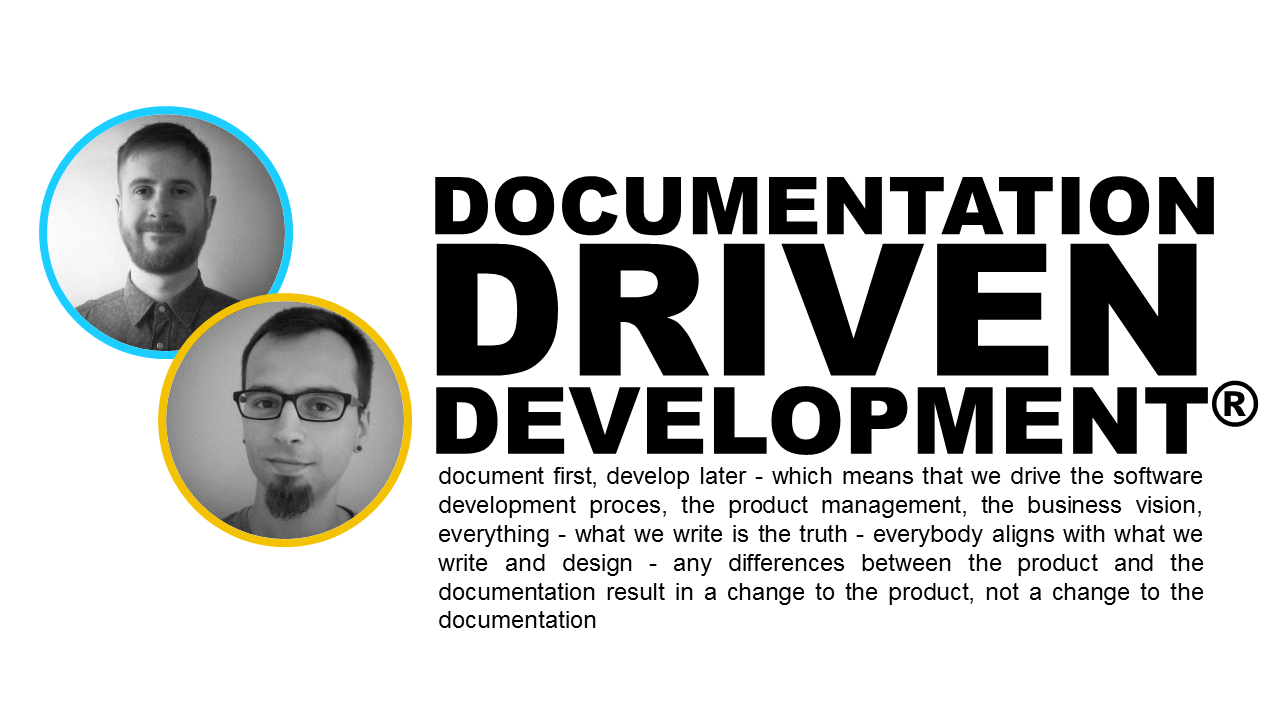 DOCUMENTATION
DRIVEN
DEVELOPMENT®
document first, develop later - which means that we drive the software
development proces, the product management, the business vision,
everything - what we write is the truth - everybody aligns with what we
write and design - any differences between the product and the
documentation result in a change to the product, not a change to the
documentation